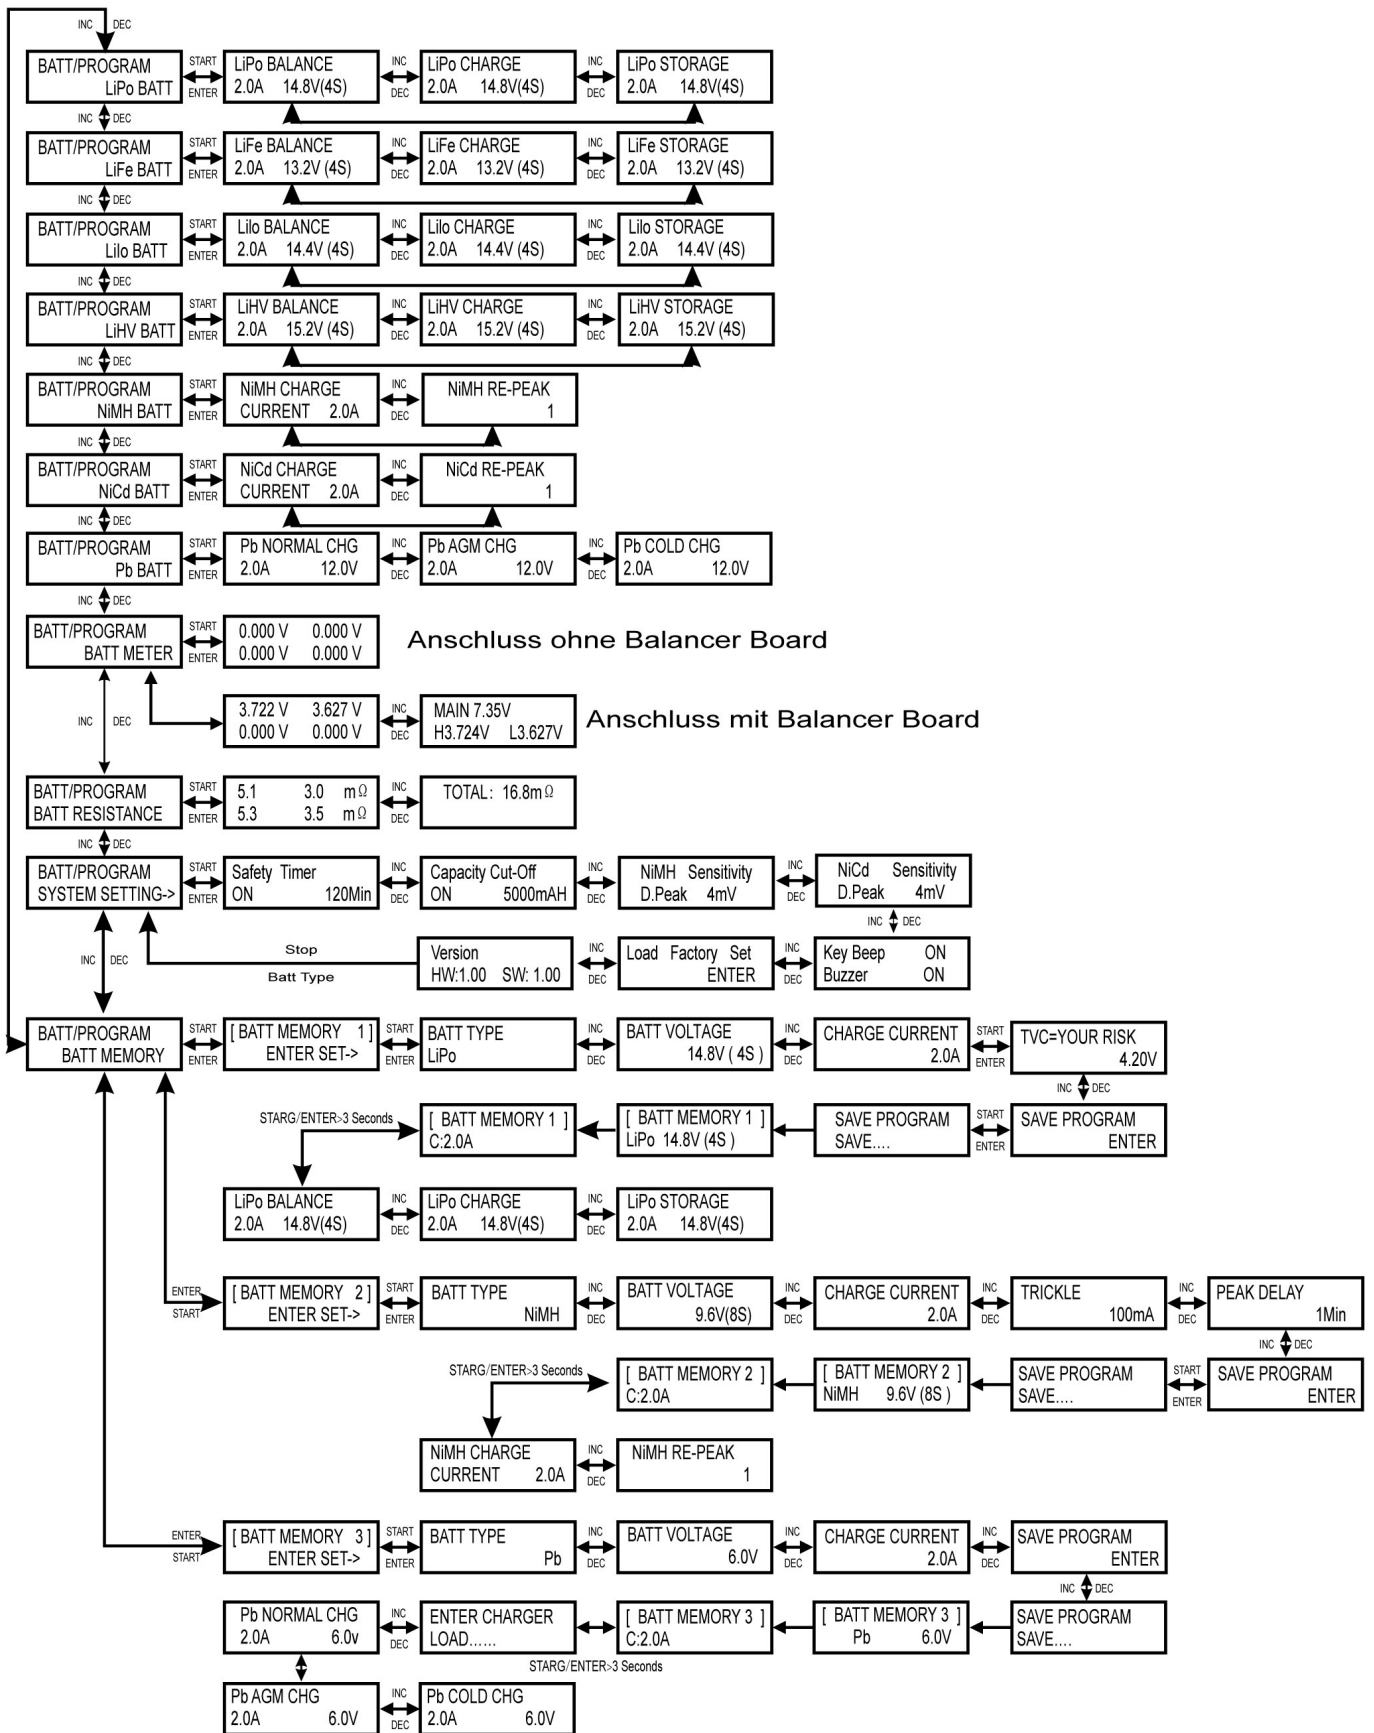 INC DEC
BATT/PROGRAM
LiPo BATT
START
ENTER
LiPo BALANCE
2.0A 14.8V(4S)
INC
DEC
LiPo CHARGE
2.0A 14.8V(4S)
INC
DEC
LiPo STORAGE
2.0A 14.8V(4S)
INC DEC
BATT/PROGRAM
LiFe BATT
START
ENTER
LiFe BALANCE
2.0A 13.2V (4S)
INC
DEC
LiFe CHARGE
2.0A 13.2V (4S)
INC
DEC
LiFe STORAGE
2.0A 13.2V (4S)
INC DEC
BATT/PROGRAM
LiIo BATT
START
ENTER
LiIo BALANCE
2.0A 14.4V (4S)
INC
DEC
LiIo CHARGE
2.0A 14.4V (4S)
INC
DEC
LiIo STORAGE
2.0A 14.4V (4S)
INC DEC
BATT/PROGRAM
LiHV BATT
START
ENTER
LiHV BALANCE
2.0A 15.2V (4S)
INC
DEC
LiHV CHARGE
2.0A 15.2V (4S)
INC
DEC
LiHV STORAGE
2.0A 15.2V (4S)
INC DEC
BATT/PROGRAM
NiMH BATT
START
ENTER
NiMH CHARGE
CURRENT 2.0A
INC
DEC
NiMH RE-PEAK
1
INC DEC
BATT/PROGRAM
NiCd BATT
START
ENTER
NiCd CHARGE
CURRENT 2.0A
INC
DEC
NiCd RE-PEAK
1
INC DEC
BATT/PROGRAM
Pb BATT
START
ENTER
Pb NORMAL CHG
2.0A 12.0V
INC
DEC
Pb AGM CHG
2.0A 12.0V
INC
DEC
Pb COLD CHG
2.0A 12.0V
INC DEC
BATT/PROGRAM
BATT METER
START
ENTER
0.000 V 0.000 V
0.000 V 0.000 V
Anschluss ohne Balancer Board
INC DEC
3.722 V 3.627 V
0.000 V 0.000 V
INC
DEC
MAIN 7.35V
H3.724V L3.627V
Anschluss mit Balancer Board
BATT/PROGRAM
BATT RESISTANCE
START
ENTER
5.1 3.0 mΩ
5.3 3.5 mΩ
INC
DEC
TOTAL: 16.8mΩ
INC DEC
BATT/PROGRAM
SYSTEM SETTING->
START
ENTER
Safety Timer
ON 120Min
INC
DEC
Capacity Cut-Off
ON 5000mAH
INC
DEC
NiMH Sensitivity
D.Peak 4mV
INC
DEC
NiCd Sensitivity
D.Peak 4mV
INC DEC
INC DEC
Stop
Batt Type
Version
HW:1.00 SW: 1.00
INC
DEC
Load Factory Set
ENTER
INC
DEC
Key Beep ON
Buzzer ON
BATT/PROGRAM
BATT MEMORY
START
ENTER
[ BATT MEMORY 1 ]
ENTER SET->
START
ENTER
BATT TYPE
LiPo
INC
DEC
BATT VOLTAGE
14.8V ( 4S )
INC
DEC
CHARGE CURRENT
2.0A
START
ENTER
TVC=YOUR RISK
4.20V
INC DEC
STARG/ENTER>3 Seconds
[ BATT MEMORY 1 ]
C:2.0A
[ BATT MEMORY 1 ]
LiPo 14.8V (4S )
SAVE PROGRAM
SAVE....
START
ENTER
SAVE PROGRAM
ENTER
LiPo BALANCE
2.0A 14.8V(4S)
INC
DEC
LiPo CHARGE
2.0A 14.8V(4S)
INC
DEC
LiPo STORAGE
2.0A 14.8V(4S)
ENTER
START
[ BATT MEMORY 2 ]
ENTER SET->
START
ENTER
BATT TYPE
NiMH
INC
DEC
BATT VOLTAGE
9.6V(8S)
INC
DEC
CHARGE CURRENT
2.0A
INC
DEC
TRICKLE
100mA
INC
DEC
PEAK DELAY
1Min
INC DEC
STARG/ENTER>3 Seconds
[ BATT MEMORY 2 ]
C:2.0A
[ BATT MEMORY 2 ]
NiMH 9.6V (8S )
SAVE PROGRAM
SAVE....
START
ENTER
SAVE PROGRAM
ENTER
NiMH CHARGE
CURRENT 2.0A
INC
DEC
NiMH RE-PEAK
1
ENTER
START
[ BATT MEMORY 3 ]
ENTER SET->
START
ENTER
BATT TYPE
Pb
INC
DEC
BATT VOLTAGE
6.0V
INC
DEC
CHARGE CURRENT
2.0A
INC
DEC
SAVE PROGRAM
ENTER
INC DEC
Pb NORMAL CHG
2.0A 6.0v
INC
DEC
ENTER CHARGER
LOAD......
[ BATT MEMORY 3 ]
C:2.0A
[ BATT MEMORY 3 ]
Pb 6.0V
SAVE PROGRAM
SAVE....
STARG/ENTER>3 Seconds
Pb AGM CHG
2.0A 6.0V
INC
DEC
Pb COLD CHG
2.0A 6.0V